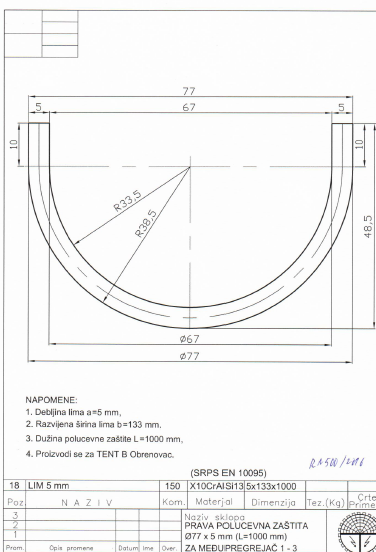 77
5
67
5
10
10
R33,5
R38,5
48,5
Ø67
Ø77
NAPOMENE:
1. Debljina lima a=5 mm,
2. Razvijena širina lima b=133 mm.
3. Dužina polucevne zaštite L=1000 mm,
4. Proizvodi se za TENT B Obrenovac.
(SRPS EN 10095)
18 LIM 5 mm 150 X10CrAlSi13 5x133x1000
Poz. N A Z I V Kom. Materjal Dimenzija Tez.(Kg)
3
2
1
Prom. Opis promene Datum Ime Over.
Naziv sklopa
PRAVA POLUCEVNA ZAŠTITA
Ø77 x 5 mm (L=1000 mm)
ZA MEĐUPREGREJAČ 1 - 3